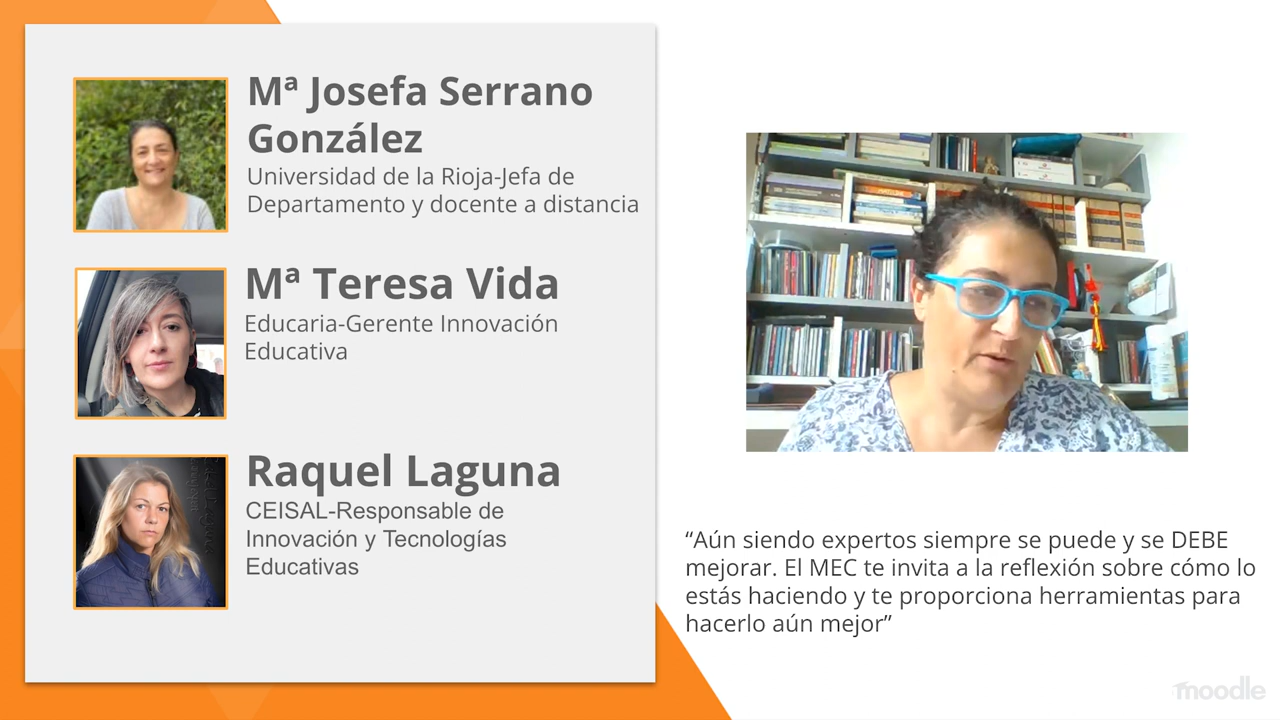 Mª Josefa Serrano
González
Universidad de la Rioja-Jefa de
Departamento y docente a distancia
Mª Teresa Vida
Educaria-Gerente Innovación
Educativa
Raquel Laguna
CEISAL-Responsable de
Innovación y Tecnologías
Educativas
“Aún siendo expertos siempre se puede y se DEBE
mejorar. El MEC te invita a la reflexión sobre cómo lo
estás haciendo y te proporciona herramientas para
hacerlo aún mejor”
moodle